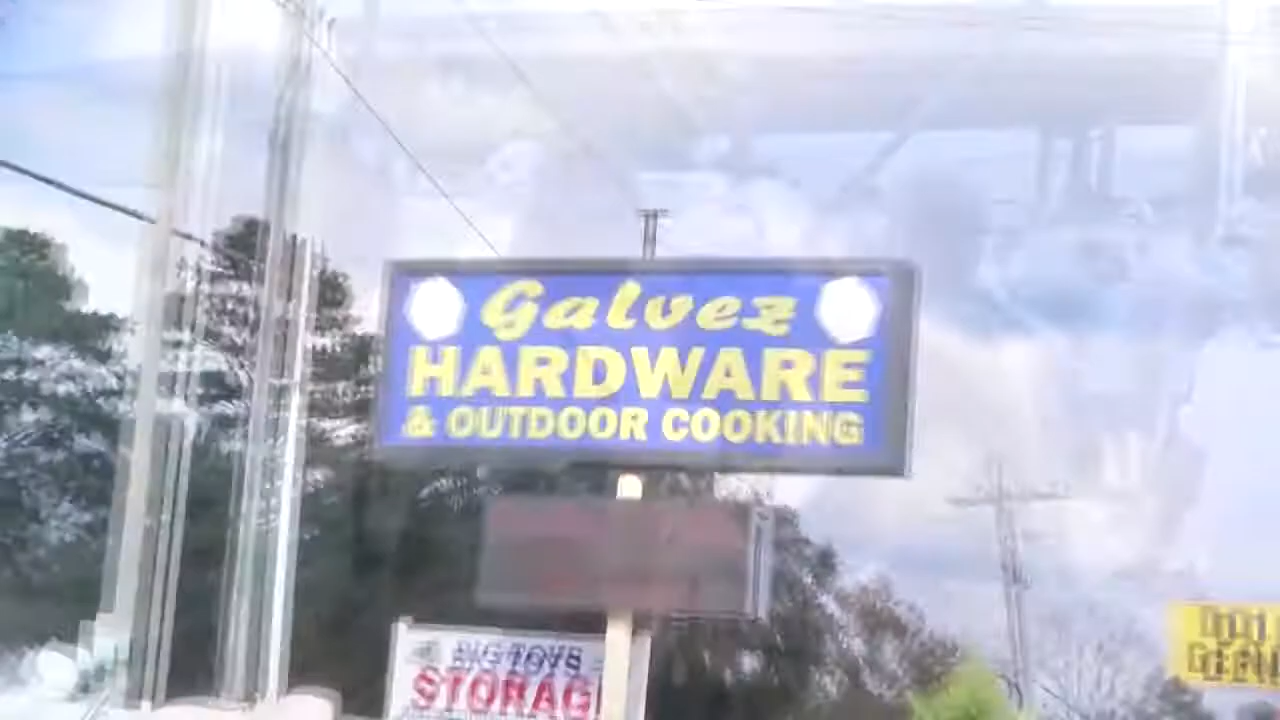 Galvez
HARDWARE
& OUTDOOR COOKING
BIG TOYS
STORAG